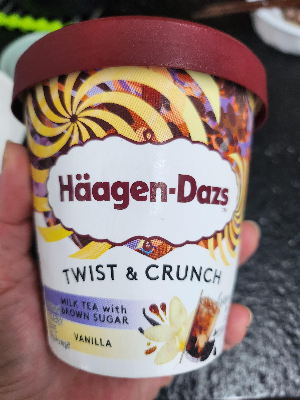 Häagen-Dazs
TWIST & CRUNCH
MILK TEA with
BROWN SUGAR
VANILLA